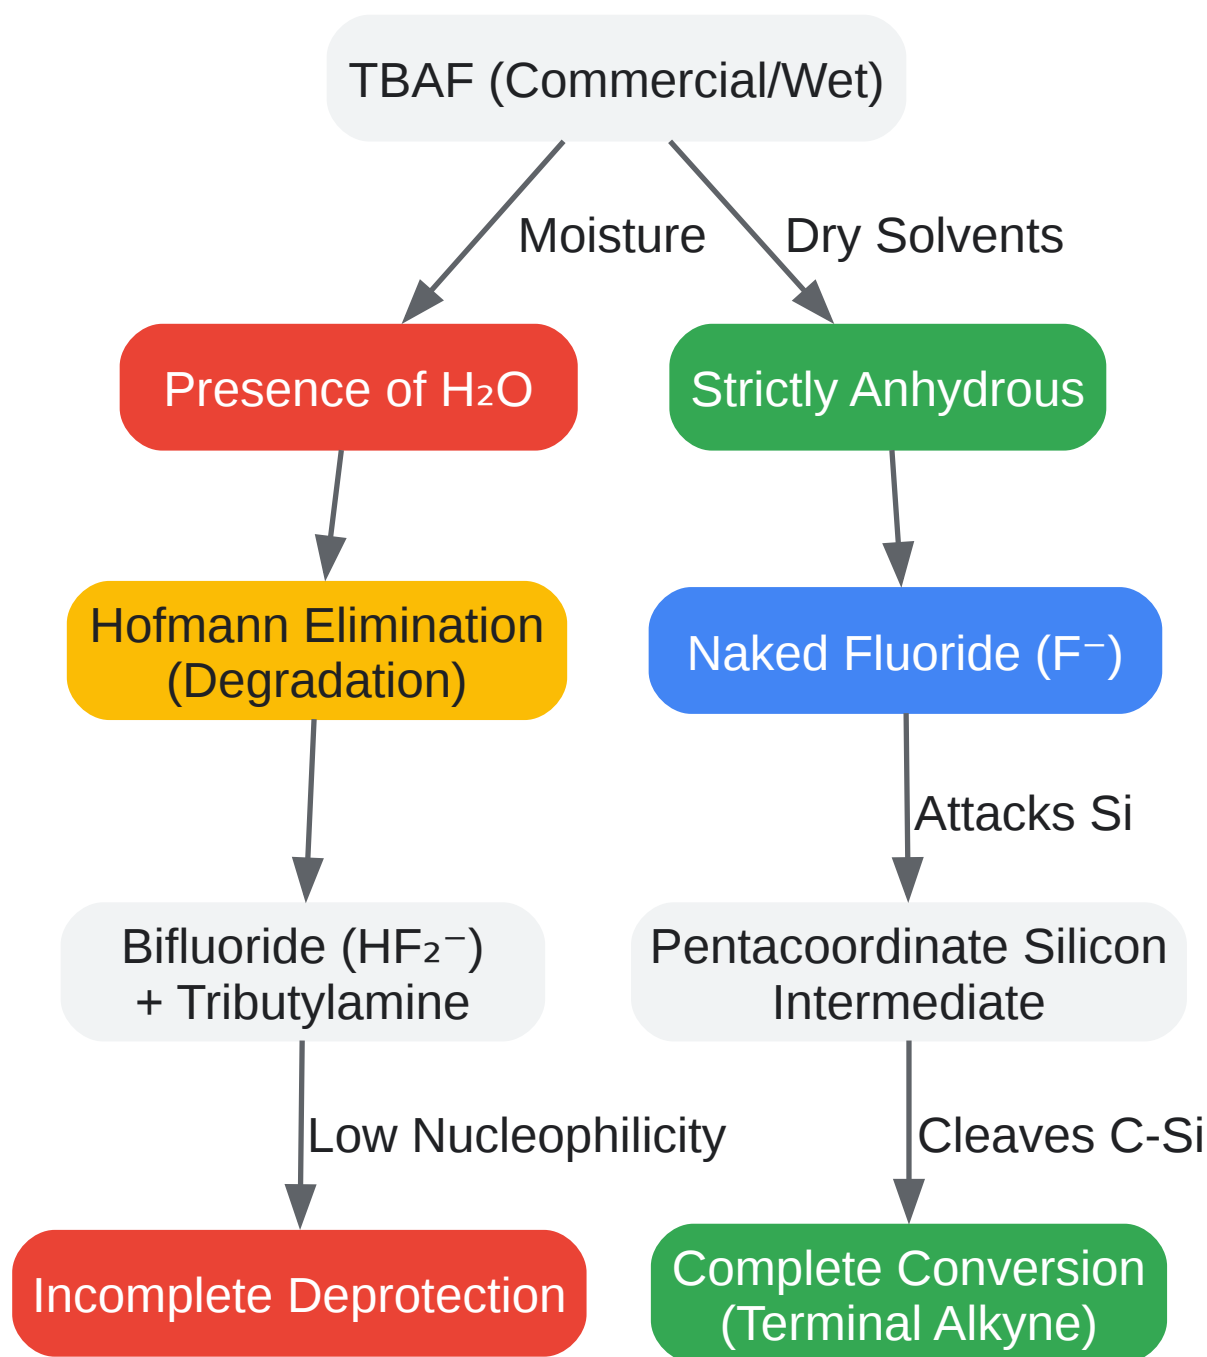 TBAF (Commercial/Wet)
Moisture
Dry Solvents
Presence of H₂O
Strictly Anhydrous
Hofmann Elimination
(Degradation)
Naked Fluoride (F⁻)
Attacks Si
Bifluoride (HF₂⁻)
+ Tributylamine
Pentacoordinate Silicon
Intermediate
Low Nucleophilicity
Cleaves C-Si
Incomplete Deprotection
Complete Conversion
(Terminal Alkyne)